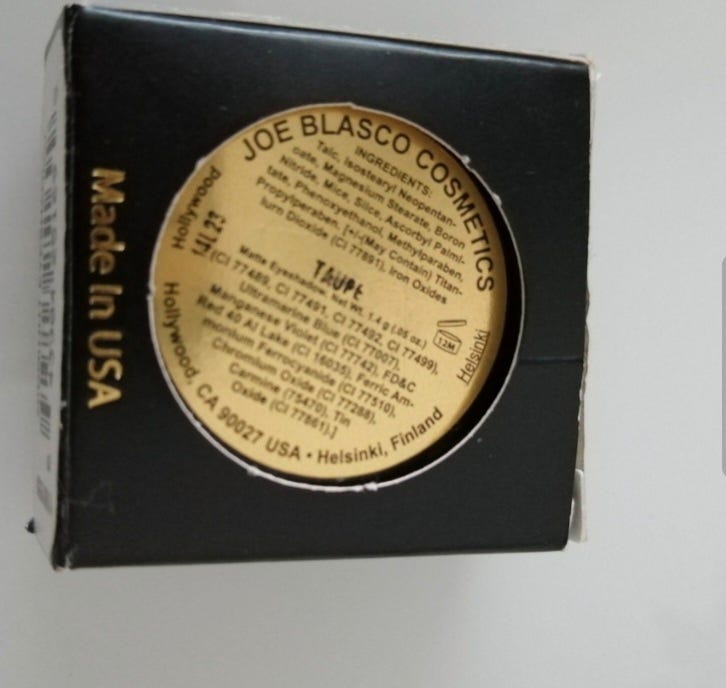 JOE BLASCO COSMETICS
INGREDIENTS:
Talc, Isostearyl Neopentan-
oate, Magnesium Stearate, Boron
Nitride, Mice, Silce, Ascorbyl Palmi-
tate, Phenoxyethanol, Methylparaben,
Propylparaben, [+/-(May Contain) Titan-
ium Dioxide (CI 77891), Iron Oxides
TAUPE
Matte Eyeshadow, net wt. 1.4 g (.05 oz.)
(CI 77489, CI 77491, CI 77492, CI 77499),
Ultramarine Blue (CI 77007),
Manganese Violet (CI 77742), FD&C
Red 40 Al Lake (CI 16035), Ferric Am-
monium Ferrocyanide (CI 77510),
Chromium Oxide (CI 77288),
Carmine (75470), Tin
Oxide (CI 77861).]
Hollywood
12M
Helsinki
Hollywood, CA 90027 USA • Helsinki, Finland
Made In USA